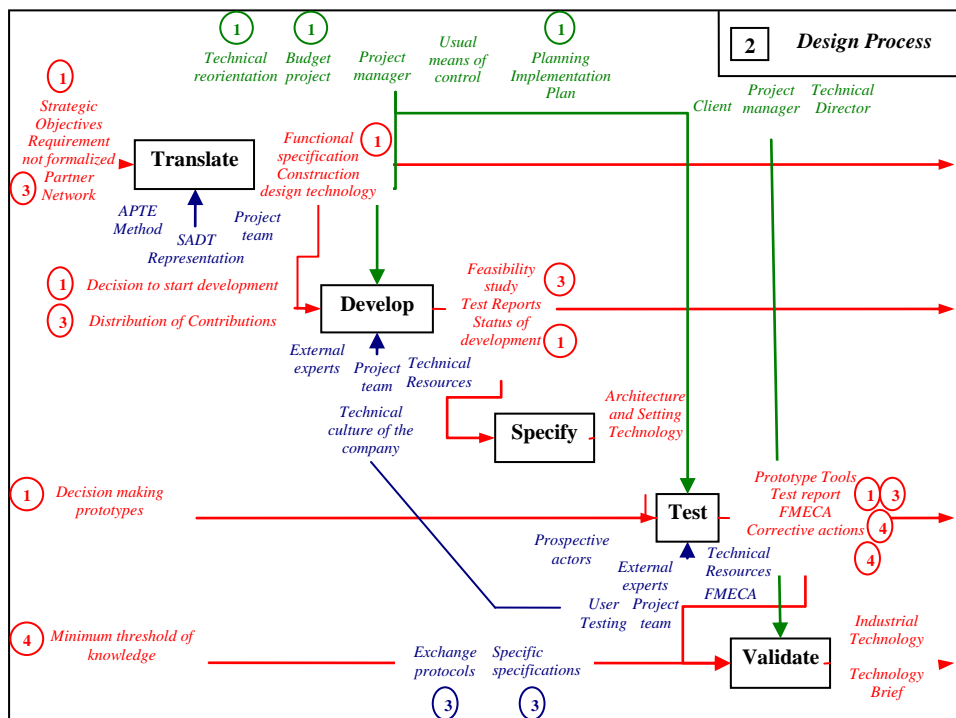 1
1
1
2
Design Process
Technical
reorientation
Budget
project
Project
manager
Usual
means of
control
Planning
Implementation
Plan
Client
Project
manager
Technical
Director
1
Strategic
Objectives
Requirement
not formalized
Partner
Network
3
Translate
Functional
specification
Construction
design technology
1
APTE
Method
SADT
Representation
Project
team
1
Decision to start development
3
Distribution of Contributions
Develop
Feasibility
study
Test Reports
Status of
development
3
1
External
experts
Project
team
Technical
Resources
Technical
culture of the
company
Specify
Architecture
and Setting
Technology
1
Decision making
prototypes
Test
Prototype Tools
Test report
FMECA
Corrective actions
1
3
4
4
Prospective
actors
External
experts
Technical
Resources
User
Testing
Project
team
FMECA
4
Minimum threshold of
knowledge
Exchange
protocols
3
Specific
specifications
3
Validate
Industrial
Technology
Technology
Brief